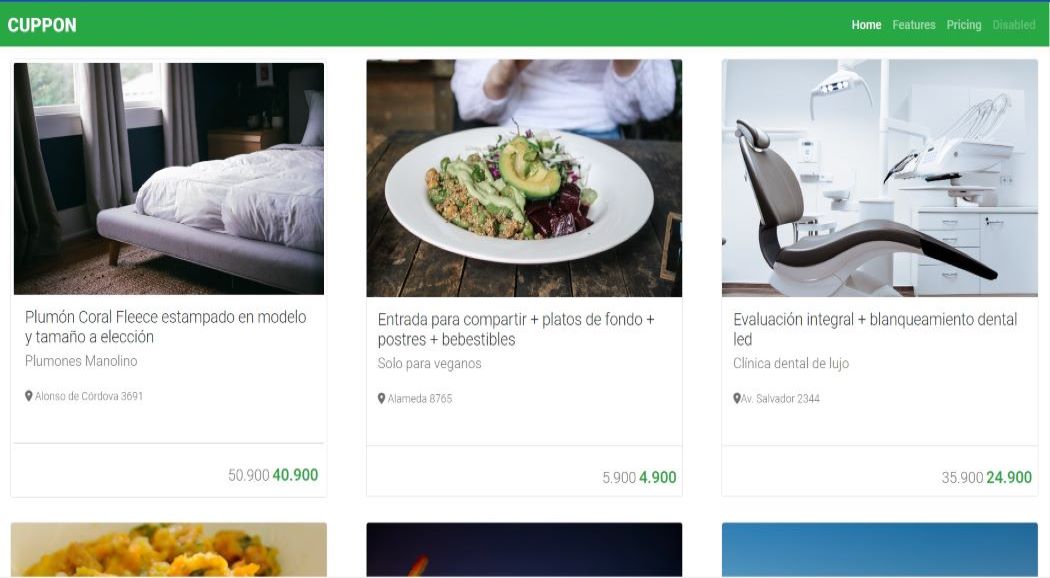 CUPPON
Home Features Pricing Disabled
Plumón Coral Fleece estampado en modelo
y tamaño a elección
Plumones Manolino
Alonso de Córdova 3691
50.900 40.900
Entrada para compartir + platos de fondo +
postres + bebestibles
Solo para veganos
Alameda 8765
5.900 4.900
Evaluación integral + blanqueamiento dental
led
Clínica dental de lujo
Av. Salvador 2344
35.900 24.900